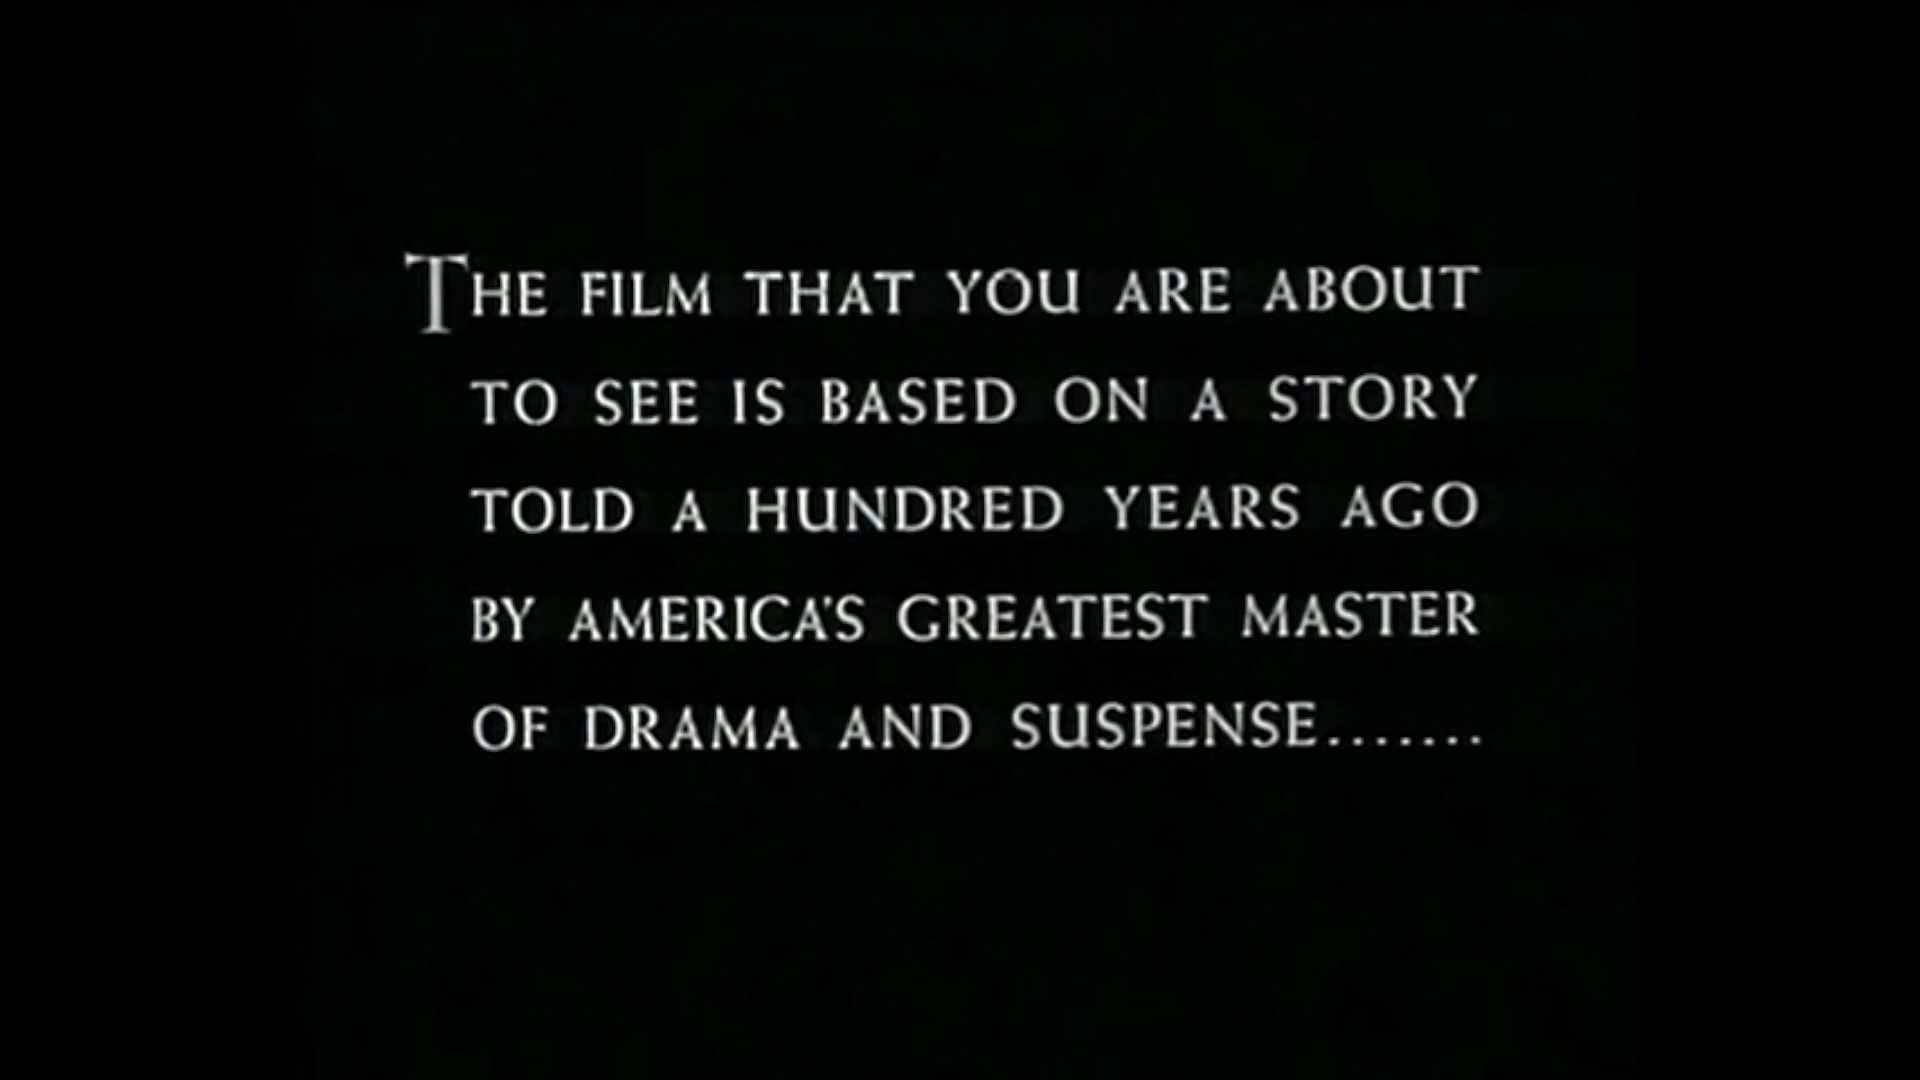 THE FILM THAT YOU ARE ABOUT
TO SEE IS BASED ON A STORY
TOLD A HUNDRED YEARS AGO
BY AMERICA'S GREATEST MASTER
OF DRAMA AND SUSPENSE.......